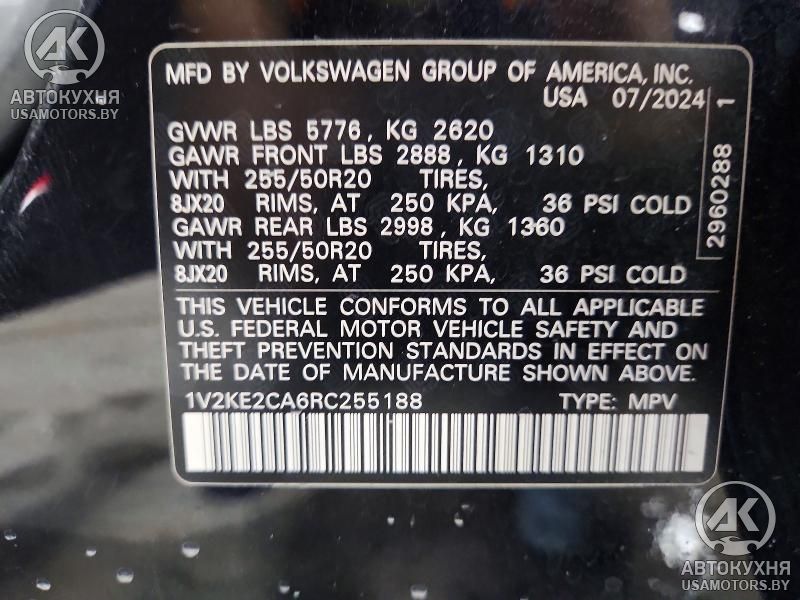 AK
АВТОКУХНЯ
USAMOTORS.BY
MFD BY VOLKSWAGEN GROUP OF AMERICA, INC.
USA 07/2024
GVWR LBS 5776, KG 2620
GAWR FRONT LBS 2888, KG 1310
WITH 255/50R20 TIRES,
8JX20 RIMS, AT 250 KPA, 36 PSI COLD
GAWR REAR LBS 2998, KG 1360
WITH 255/50R20 TIRES,
8JX20 RIMS, AT 250 KPA, 36 PSI COLD
THIS VEHICLE CONFORMS TO ALL APPLICABLE
U.S. FEDERAL MOTOR VEHICLE SAFETY AND
THEFT PREVENTION STANDARDS IN EFFECT ON
THE DATE OF MANUFACTURE SHOWN ABOVE.
1V2KE2CA6RC255188 TYPE: MPV
2960288 1
AK
АВТОКУХНЯ
USAMOTORS.BY